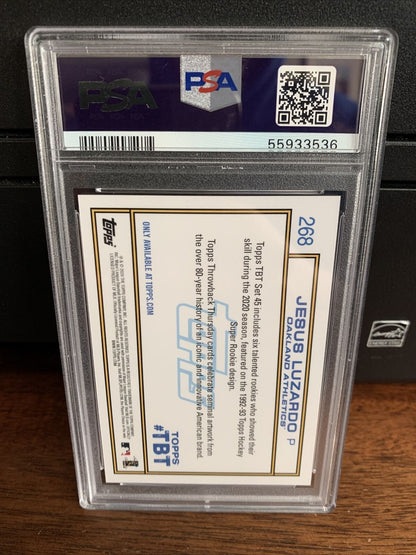 PSA
PSA
55933536
268
JESUS LUZARDO P
OAKLAND ATHLETICS®
Topps TBT Set 45 includes six talented rookies who showed their
skill during the 2020 season, featured on the 1992-93 Topps Hockey
Super Rookie design.
Topps Throwback Thursday cards celebrate seminal artwork from
the over 80-year history of an iconic and innovative American brand.
TOPPS
#TBT
ONLY AVAILABLE AT TOPPS.COM
topps